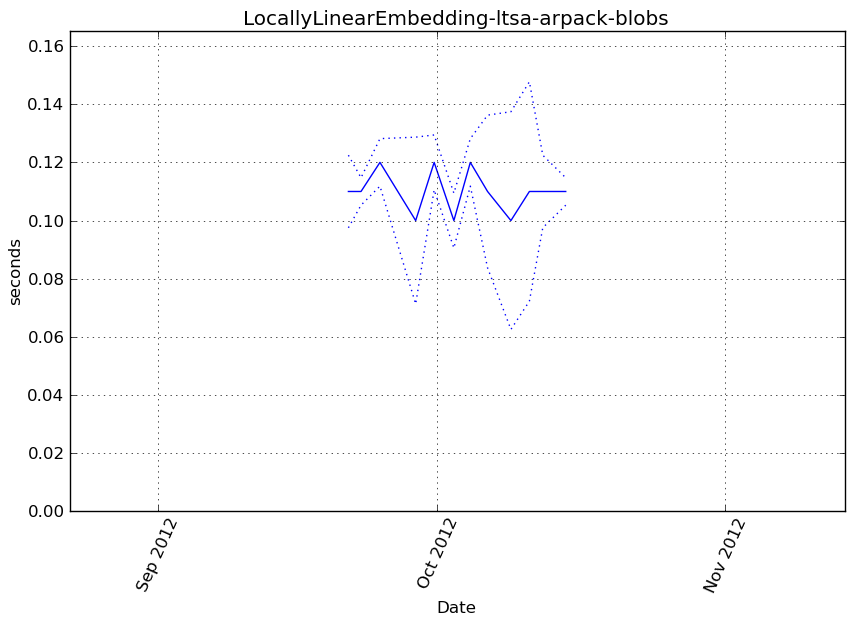 LocallyLinearEmbedding-ltsa-arpack-blobs
0.16
0.14
0.12
0.10
0.08
0.06
0.04
0.02
0.00
seconds
Sep 2012
Oct 2012
Nov 2012
Date